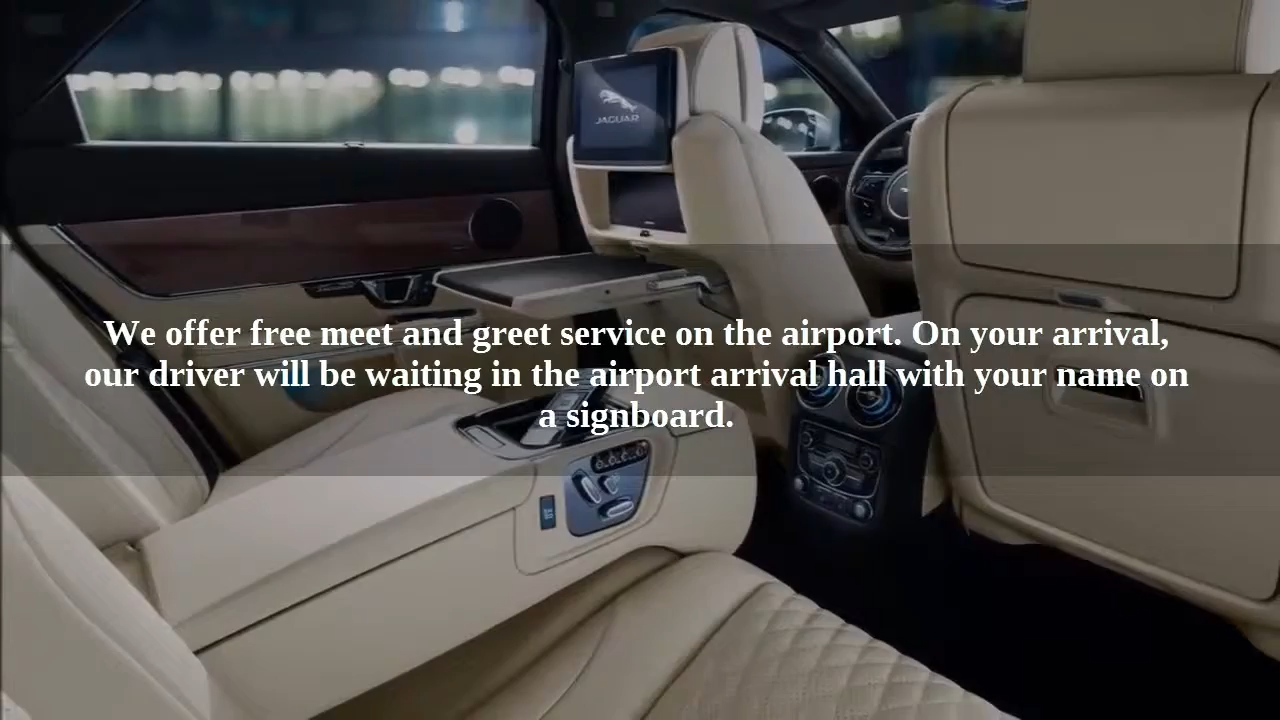 JAGUAR
We offer free meet and greet service on the airport. On your arrival,
our driver will be waiting in the airport arrival hall with your name on
a signboard.